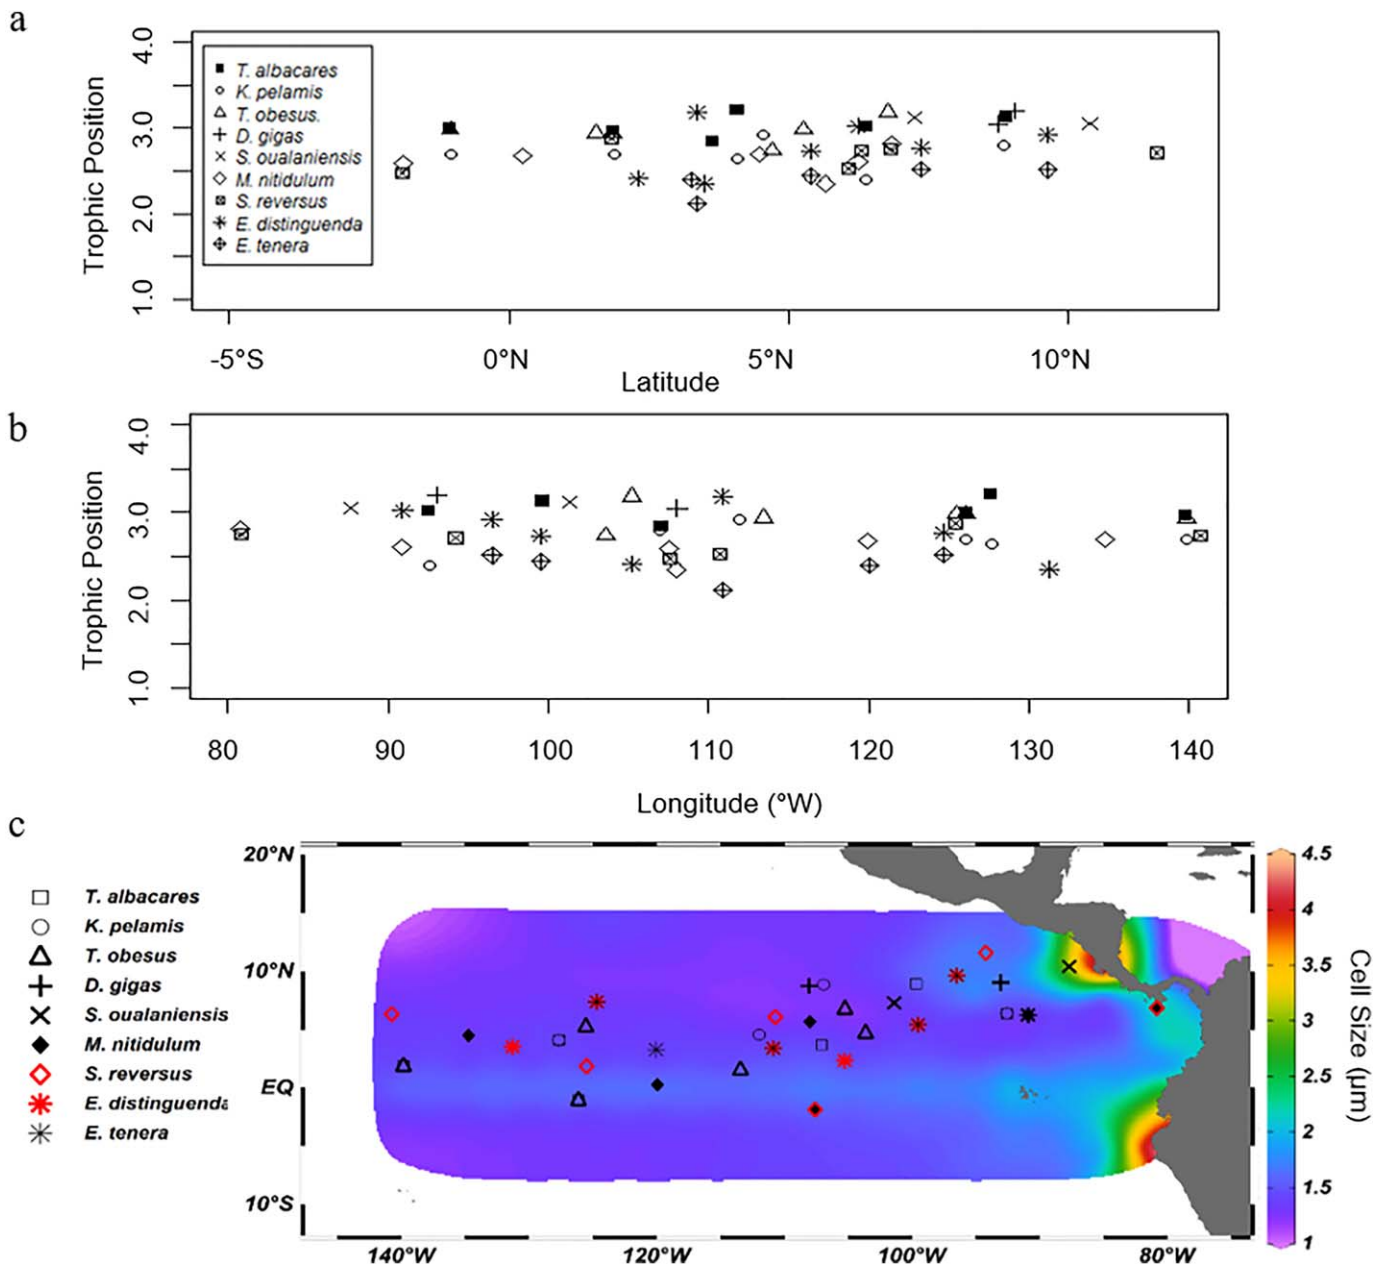 a
4.0
3.0
2.0
1.0
Trophic Position
T. albacares
K. pelamis
T. obesus.
D. gigas
S. oualaniensis
M. nitidulum
S. reversus
E. distinguenda
E. tenera
-5°S
0°N
5°N
10°N
Latitude
b
4.0
3.0
2.0
1.0
Trophic Position
80
90
100
110
120
130
140
Longitude (°W)
c
T. albacares
K. pelamis
T. obesus
D. gigas
S. oualaniensis
M. nitidulum
S. reversus
E. distinguenda
E. tenera
20°N
10°N
EQ
10°S
140°W
120°W
100°W
80°W
4.5
4
3.5
3
2.5
2
1.5
1
Cell Size (μm)